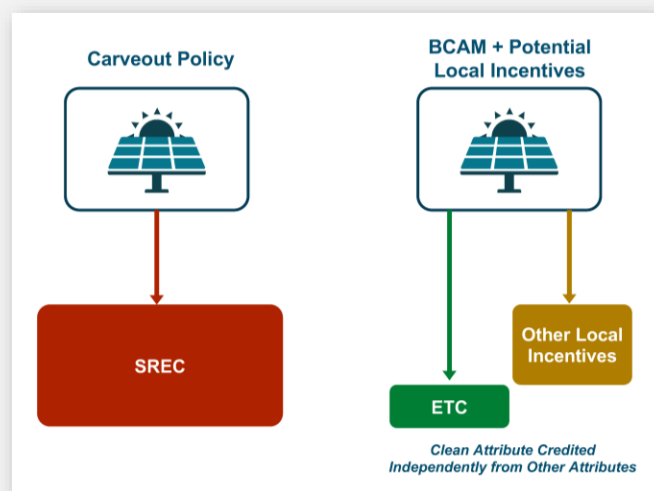 Carveout Policy
SREC
BCAM + Potential
Local Incentives
Other Local
Incentives
ETC
Clean Attribute Credited
Independently from Other Attributes